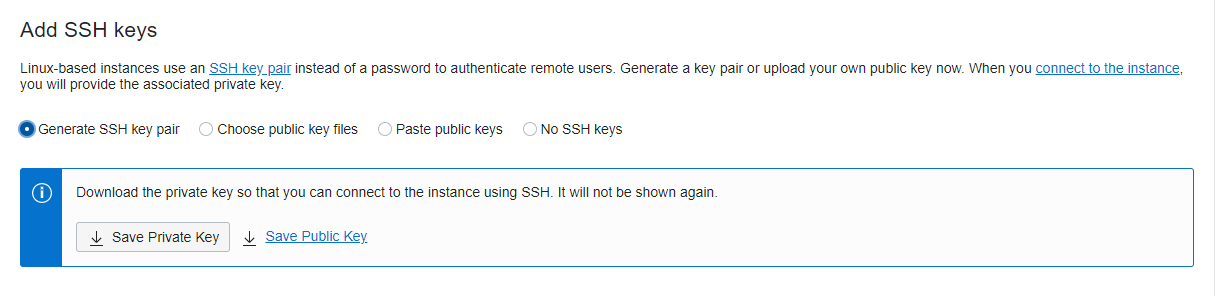 Add SSH keys
Linux-based instances use an SSH key pair instead of a password to authenticate remote users. Generate a key pair or upload your own public key now. When you connect to the instance,
you will provide the associated private key.
Generate SSH key pair Choose public key files Paste public keys No SSH keys
Download the private key so that you can connect to the instance using SSH. It will not be shown again.
Save Private Key Save Public Key